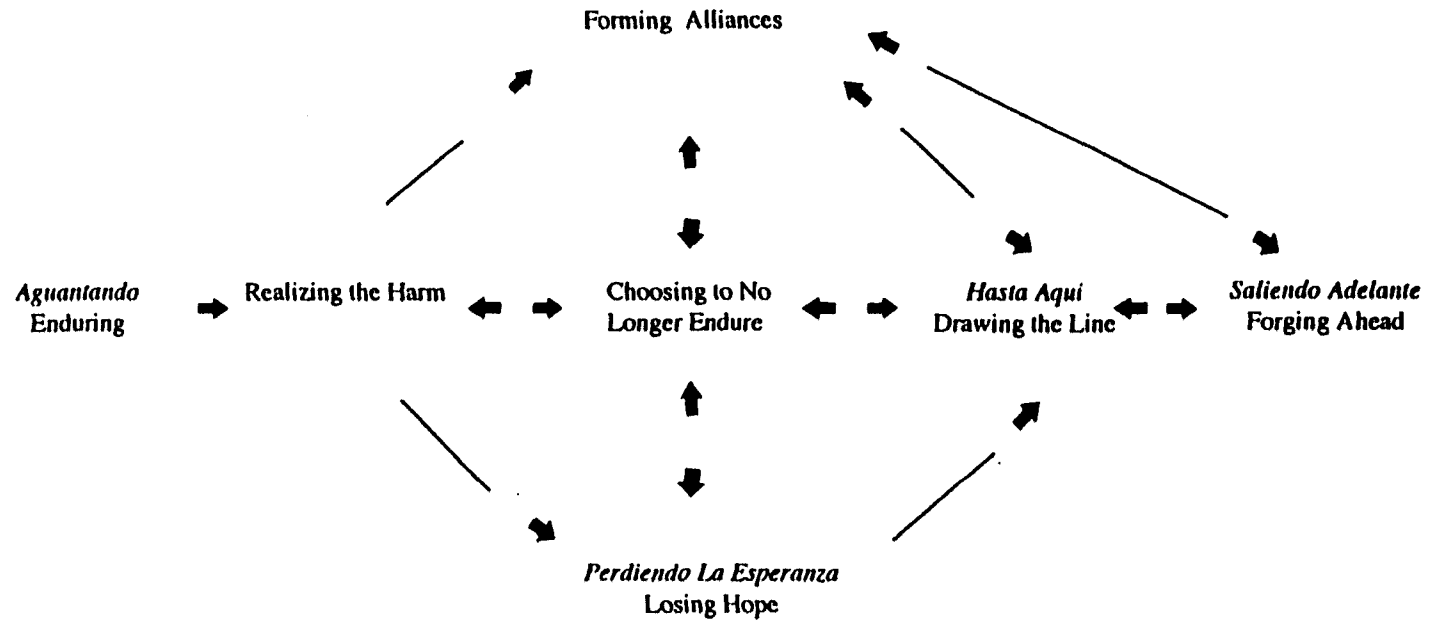 Forming Alliances
Aguantando
Enduring
Realizing the Harm
Choosing to No
Longer Endure
Hasta Aquí
Drawing the Line
Saliendo Adelante
Forging Ahead
Perdiendo La Esperanza
Losing Hope